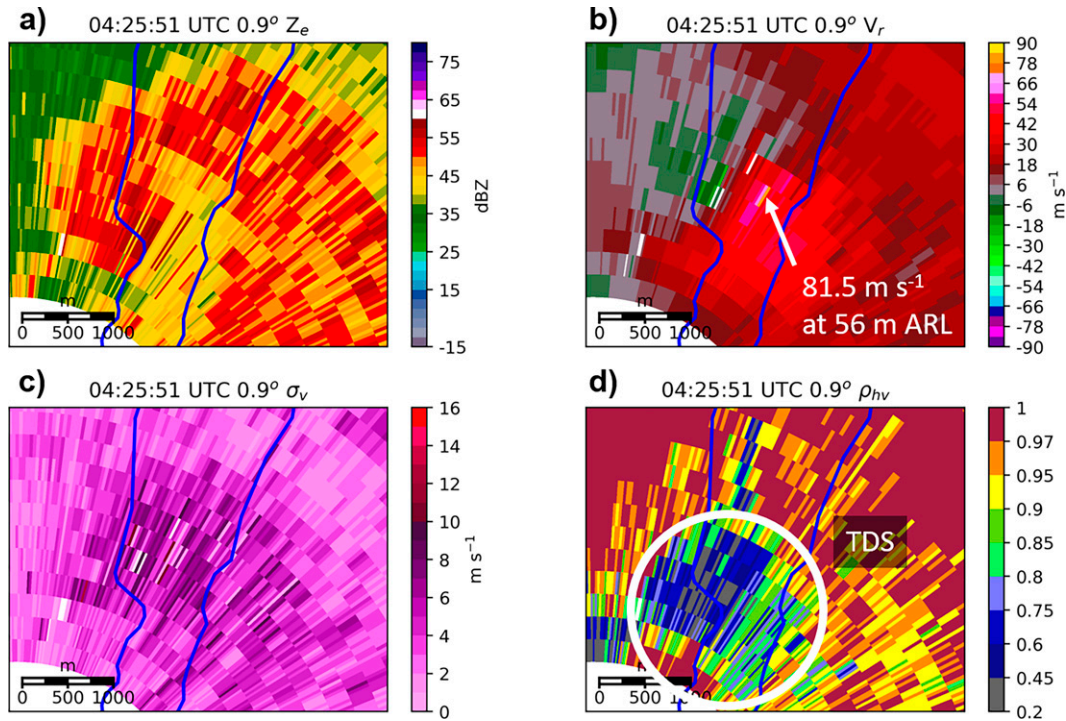 a)
04:25:51 UTC 0.9° Zₑ
75
65
55
45
35
25
15
5
-5
-15
dBZ
m
0 500 1000
b)
04:25:51 UTC 0.9° Vᵣ
90
78
66
54
42
30
18
6
-6
-18
-30
-42
-54
-66
-78
-90
m s⁻¹
81.5 m s⁻¹
at 56 m ARL
m
0 500 1000
c)
04:25:51 UTC 0.9° σᵥ
16
14
12
10
8
6
4
2
0
m s⁻¹
m
0 500 1000
d)
04:25:51 UTC 0.9° ρₕᵥ
1
0.97
0.95
0.9
0.85
0.8
0.75
0.6
0.45
0.2
TDS
m
0 500 1000